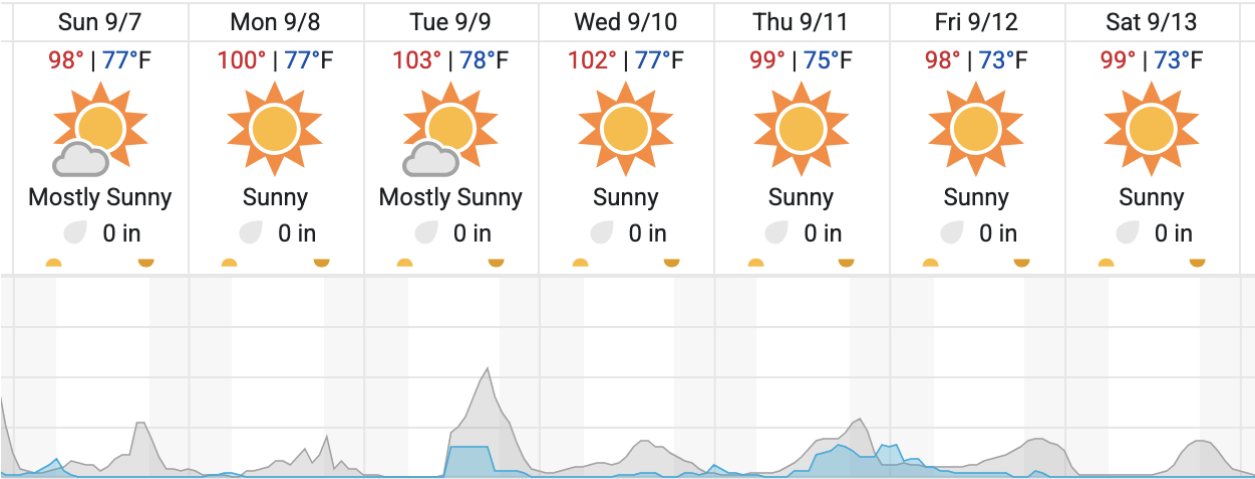 Sun 9/7 Mon 9/8 Tue 9/9 Wed 9/10 Thu 9/11 Fri 9/12 Sat 9/13
98° | 77°F 100° | 77°F 103° | 78°F 102° | 77°F 99° | 75°F 98° | 73°F 99° | 73°F
Mostly Sunny Sunny Mostly Sunny Sunny Sunny Sunny Sunny
0 in 0 in 0 in 0 in 0 in 0 in 0 in